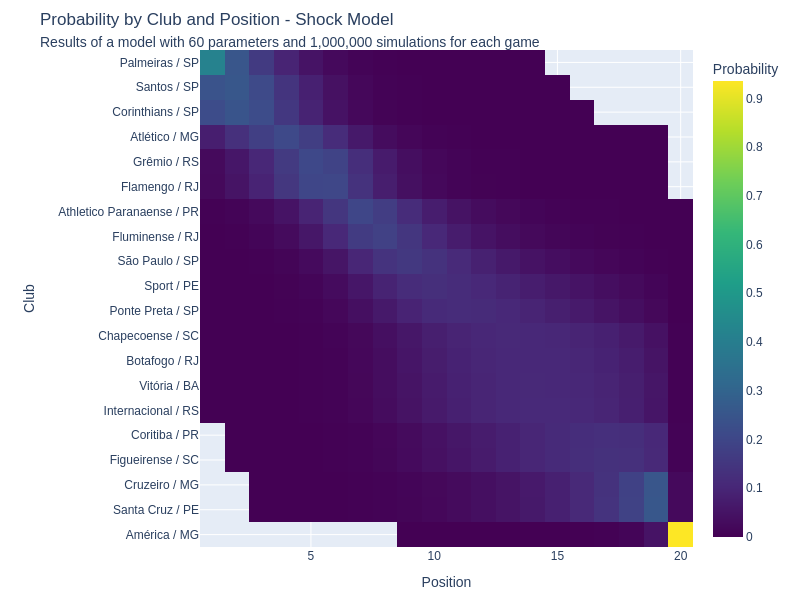 Probability by Club and Position - Shock Model
Results of a model with 60 parameters and 1,000,000 simulations for each game
Palmeiras / SP
Santos / SP
Corinthians / SP
Atlético / MG
Grêmio / RS
Flamengo / RJ
Athletico Paranaense / PR
Fluminense / RJ
São Paulo / SP
Sport / PE
Ponte Preta / SP
Chapecoense / SC
Botafogo / RJ
Vitória / BA
Internacional / RS
Coritiba / PR
Figueirense / SC
Cruzeiro / MG
Santa Cruz / PE
América / MG
Club
5
10
15
20
Position
Probability
0.9
0.8
0.7
0.6
0.5
0.4
0.3
0.2
0.1
0